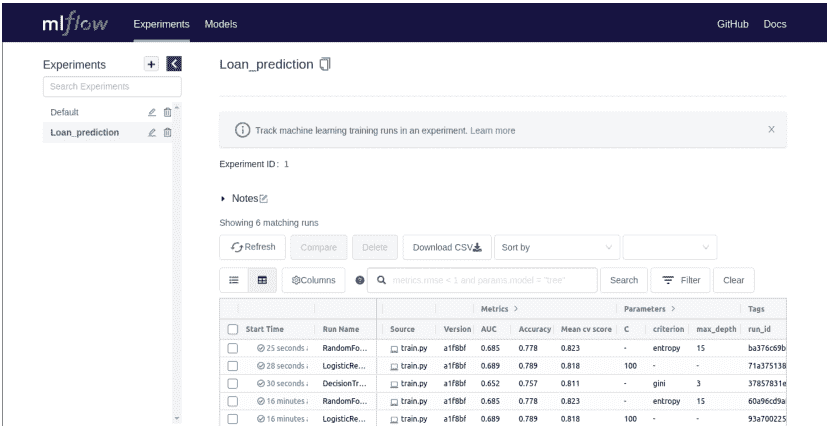 mlflow Experiments Models GitHub Docs
Experiments
Search Experiments
Default
Loan_prediction
Loan_prediction
Track machine learning training runs in an experiment. Learn more X
Experiment ID: 1
Notes
Showing 6 matching runs
Refresh Compare Delete Download CSV Sort by
Columns metrics.rmse < 1 and params.model = "tree" Search Filter Clear
Metrics > Parameters > Tags
Start Time Run Name Source Version AUC Accuracy Mean cv score C criterion max_depth run_id
25 seconds a RandomFo... train.py a1f8bf 0.685 0.778 0.823 - entropy 15 ba376c69b
28 seconds a LogisticRe... train.py a1f8bf 0.689 0.789 0.818 100 - - 71a375138
30 seconds a DecisionTr... train.py a1f8bf 0.652 0.757 0.811 - gini 3 37857831e
16 minutes a RandomFo... train.py a1f8bf 0.685 0.778 0.823 - entropy 15 60a96cd9a
16 minutes a LogisticRe... train.py a1f8bf 0.689 0.789 0.818 100 - - 93a700225